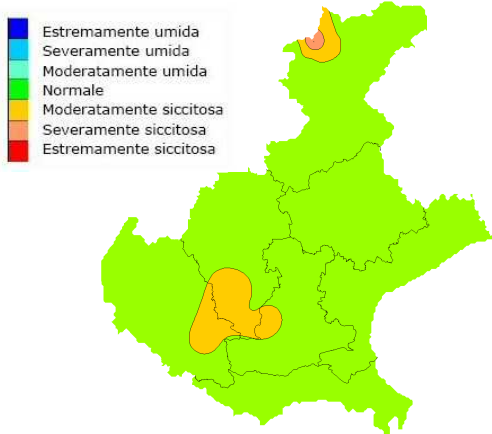 Estremamente umida
Severamente umida
Moderatamente umida
Normale
Moderatamente siccitosa
Severamente siccitosa
Estremamente siccitosa